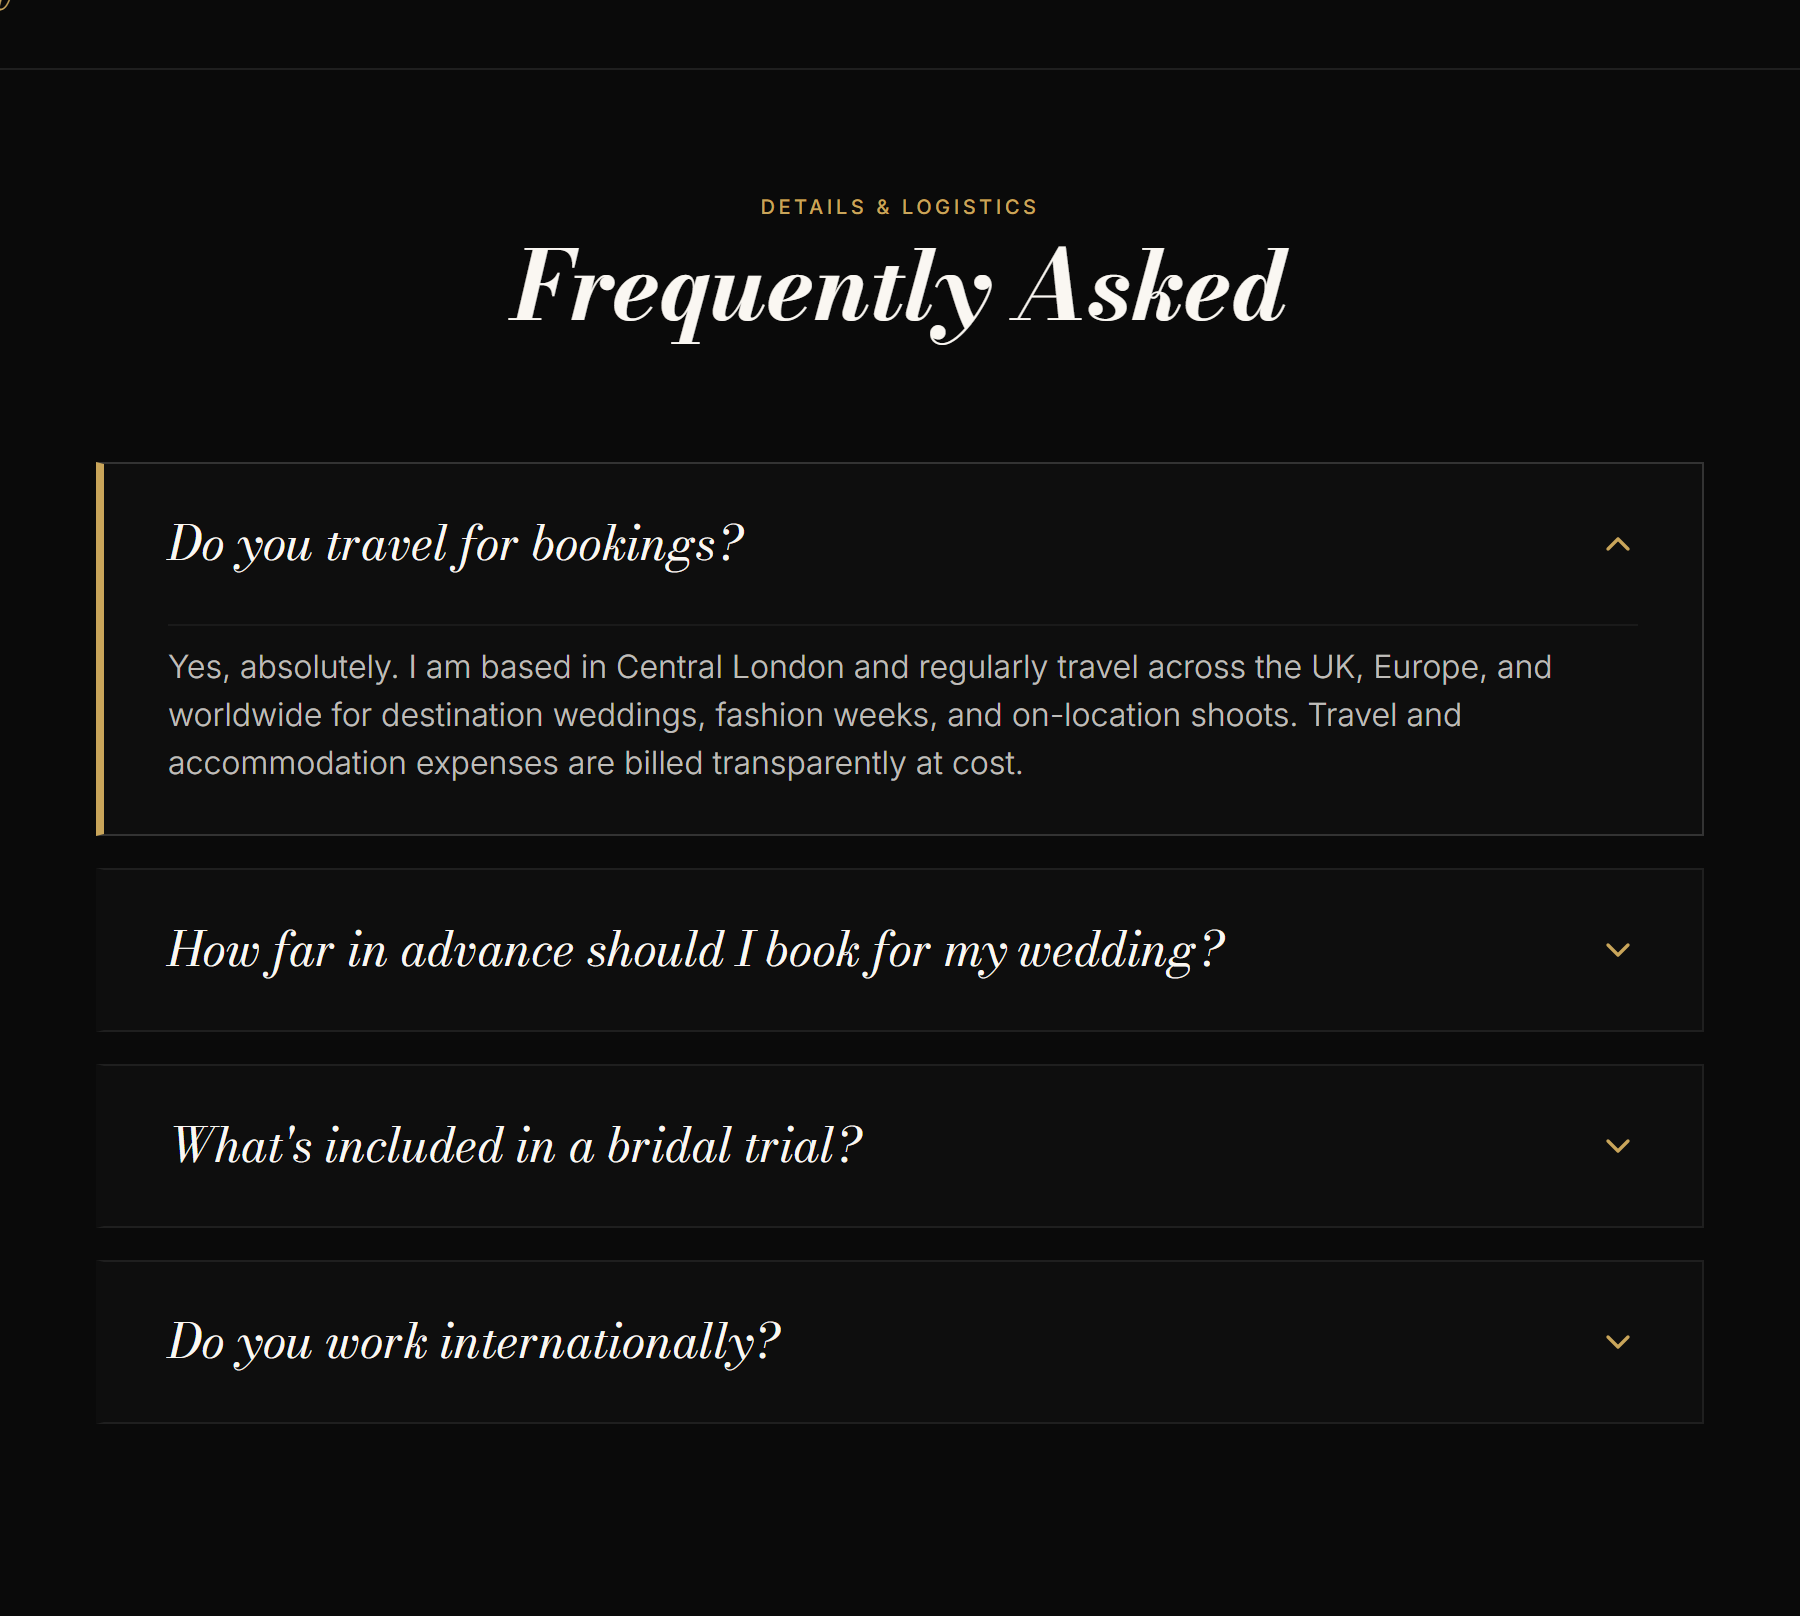 DETAILS & LOGISTICS
Frequently Asked
Do you travel for bookings?
Yes, absolutely. I am based in Central London and regularly travel across the UK, Europe, and
worldwide for destination weddings, fashion weeks, and on-location shoots. Travel and
accommodation expenses are billed transparently at cost.
How far in advance should I book for my wedding?
What's included in a bridal trial?
Do you work internationally?